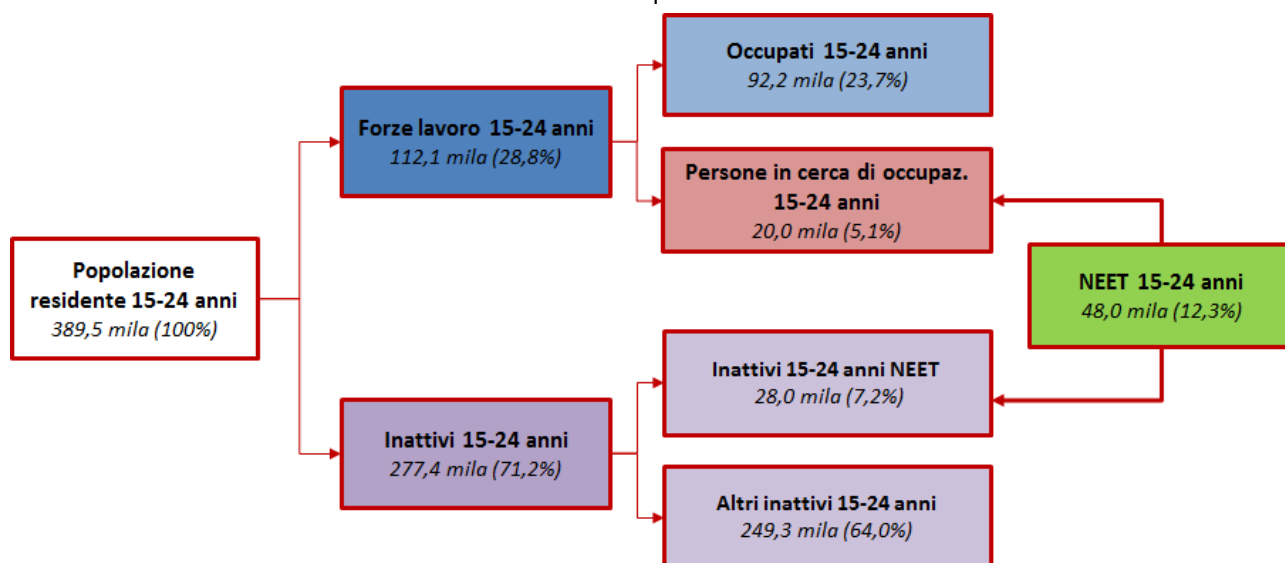 Occupati 15-24 anni
92,2 mila (23,7%)
Forze lavoro 15-24 anni
112,1 mila (28,8%)
Persone in cerca di occupaz.
15-24 anni
20,0 mila (5,1%)
Popolazione
residente 15-24 anni
389,5 mila (100%)
NEET 15-24 anni
48,0 mila (12,3%)
Inattivi 15-24 anni NEET
28,0 mila (7,2%)
Inattivi 15-24 anni
277,4 mila (71,2%)
Altri inattivi 15-24 anni
249,3 mila (64,0%)